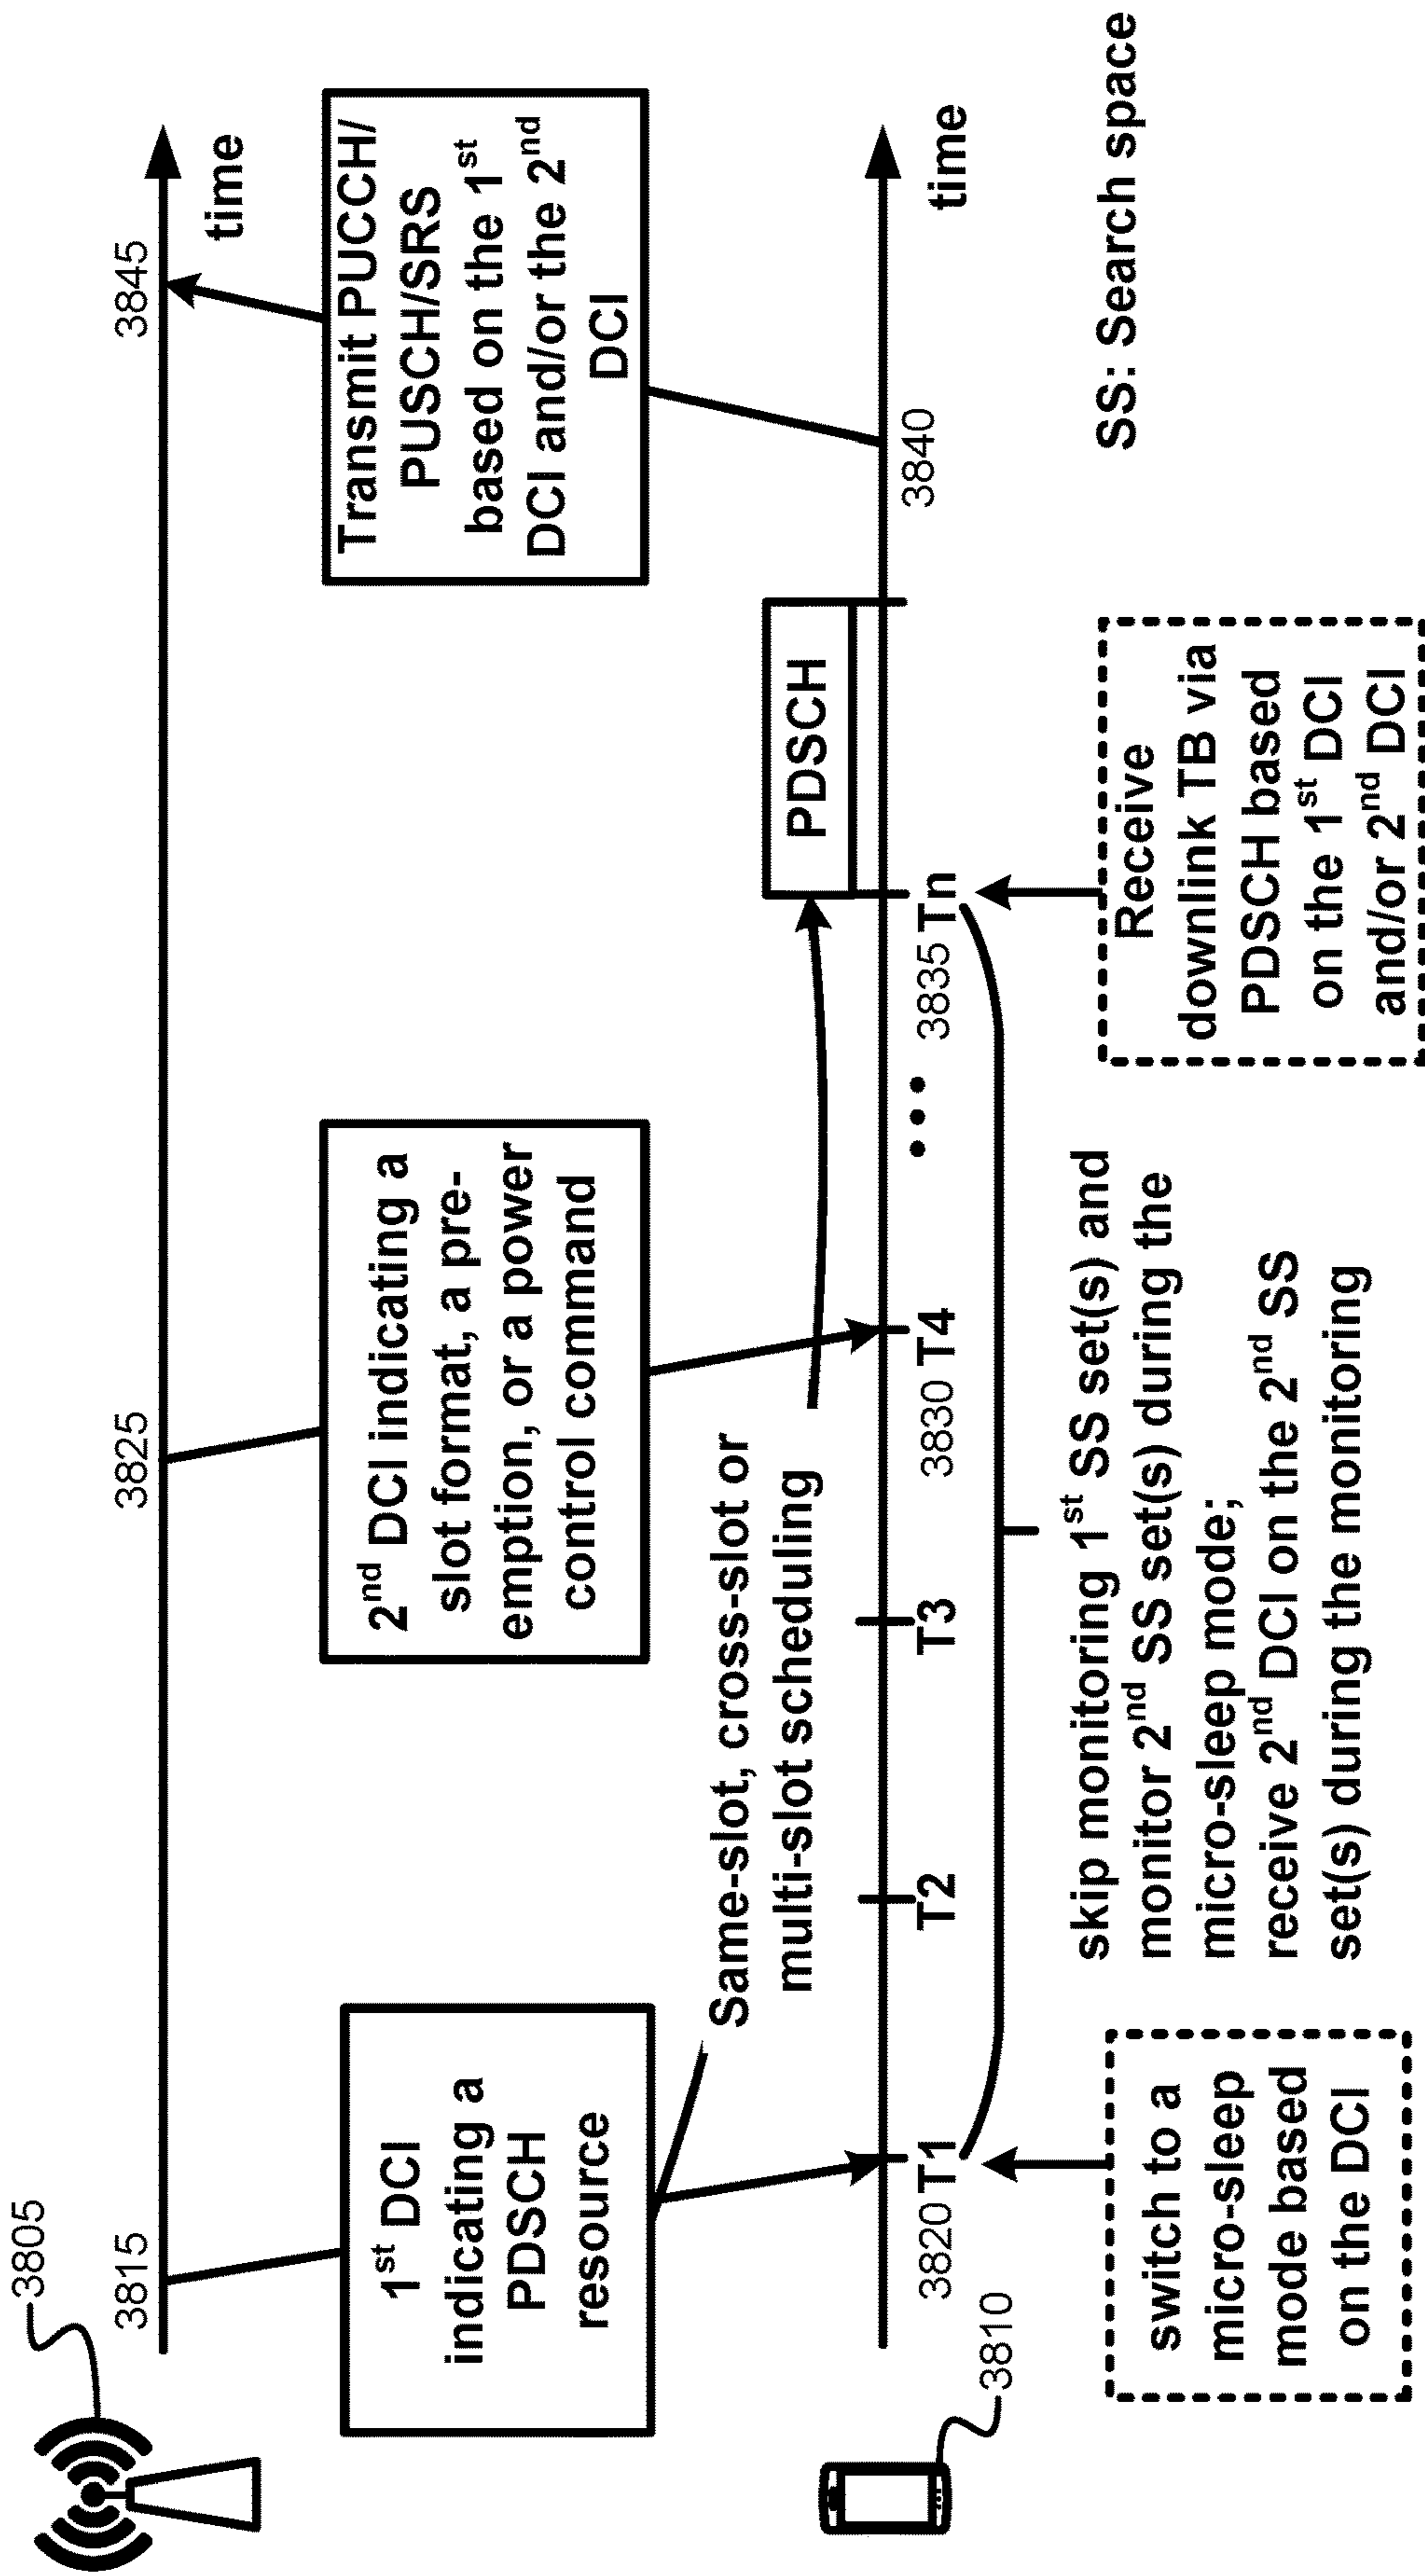 3805
3815
3825
3845
time
1st DCI
indicating a
PDSCH
resource
2nd DCI indicating a
slot format, a pre-
emption, or a power
control command
Transmit PUCCH/
PUSCH/SRS
based on the 1st
DCI and/or the 2nd
DCI
Same-slot, cross-slot or
multi-slot scheduling
PDSCH
3810
3820 T1
T2
T3
3830 T4
3835 Tn
3840
time
switch to a
micro-sleep
mode based
on the DCI
skip monitoring 1st SS set(s) and
monitor 2nd SS set(s) during the
micro-sleep mode;
receive 2nd DCI on the 2nd SS
set(s) during the monitoring
Receive
downlink TB via
PDSCH based
on the 1st DCI
and/or 2nd DCI
SS: Search space